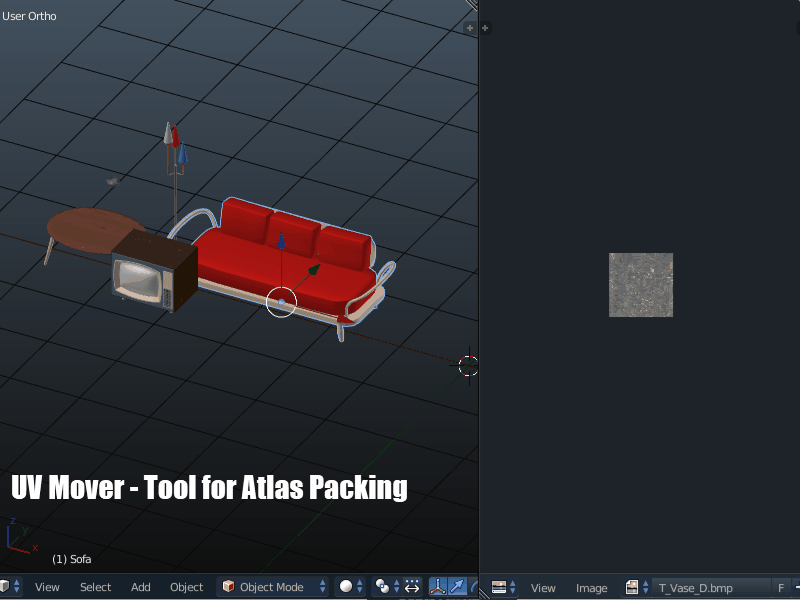 User Ortho
UV Mover - Tool for Atlas Packing
Z
Y
X
(1) Sofa
View Select Add Object Object Mode
View Image T_Vase_D.bmp F